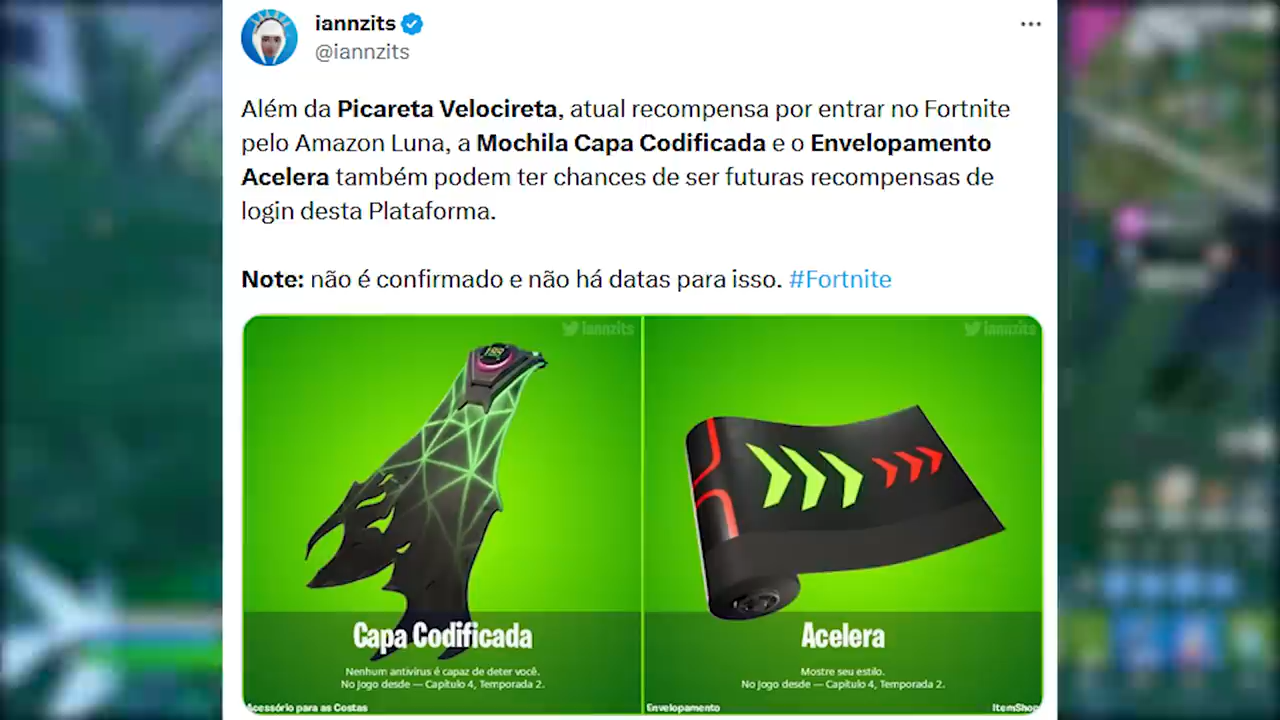 iannzits
@iannzits
Além da Picareta Velocireta, atual recompensa por entrar no Fortnite
pelo Amazon Luna, a Mochila Capa Codificada e o Envelopamento
Acelera também podem ter chances de ser futuras recompensas de
login desta Plataforma.
Note: não é confirmado e não há datas para isso. #Fortnite
iannzits
iannzits
Capa Codificada
Nenhum antivírus é capaz de deter você.
No Jogo desde — Capítulo 4, Temporada 2.
Acessório para as Costas
Acelera
Mostre seu estilo.
No Jogo desde — Capítulo 4, Temporada 2.
Envelopamento
ItemShop